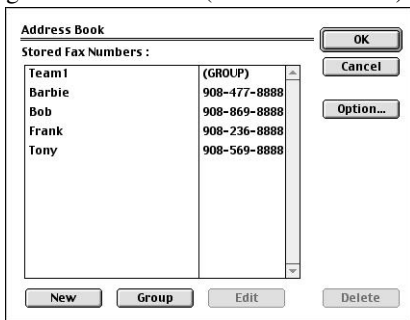 Address Book
OK
Stored Fax Numbers :
Cancel
Team1 (GROUP)
Barbie 908-477-8888
Bob 908-869-8888
Option...
Frank 908-236-8888
Tony 908-569-8888
New Group Edit Delete